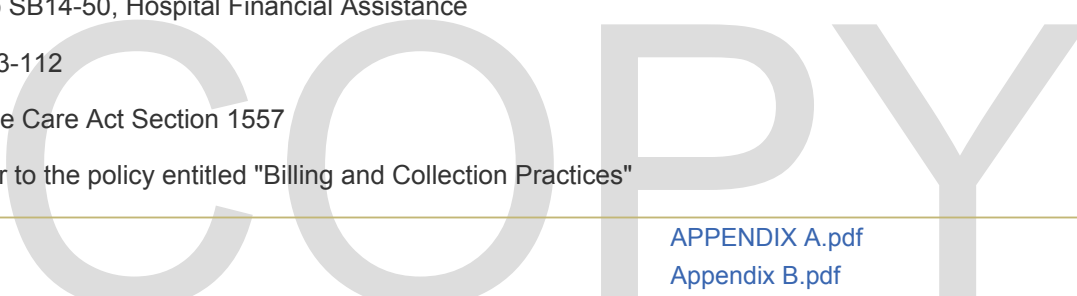 SB14-50, Hospital Financial Assistance
3-112
e Care Act Section 1557
r to the policy entitled "Billing and Collection Practices"
APPENDIX A.pdf
Appendix B.pdf
COPY